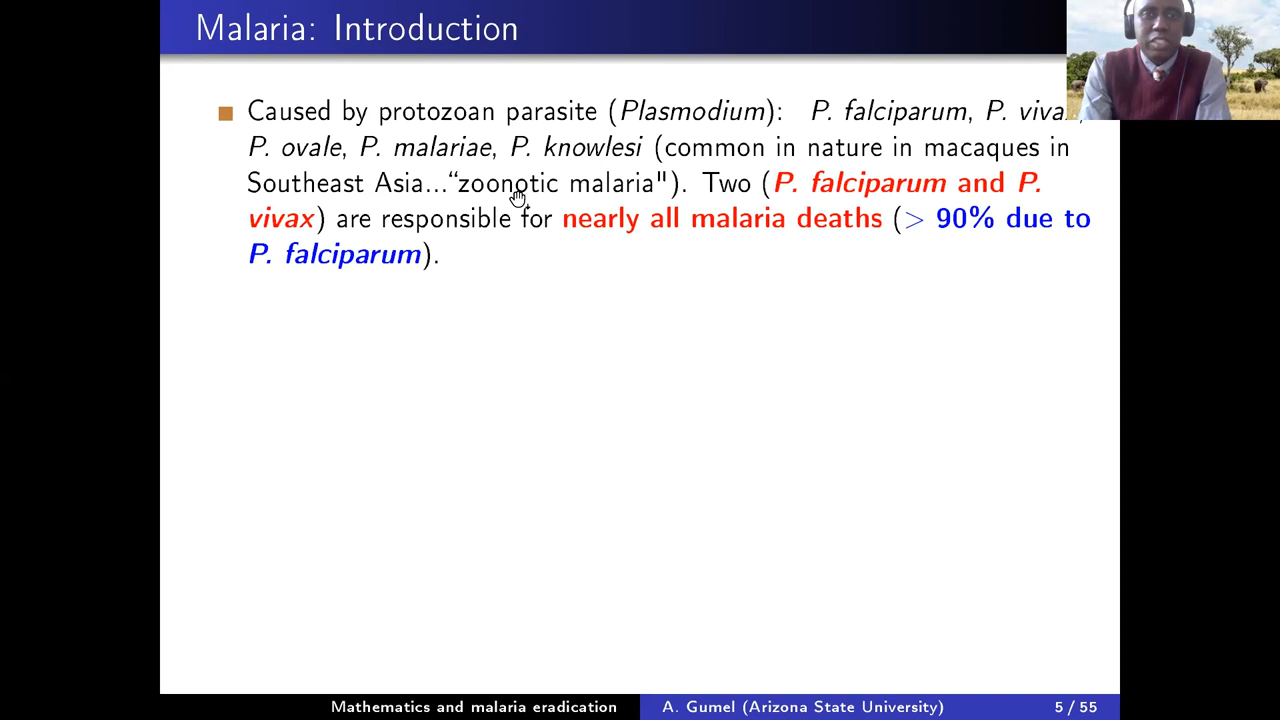 Malaria: Introduction
Caused by protozoan parasite (Plasmodium): P. falciparum, P.
P. ovale, P. malariae, P. knowlesi (common in nature in macaques in
Southeast Asia...“zoonotic malaria"). Two (P. falciparum and P.
vivax) are responsible for nearly all malaria deaths (> 90% due to
P. falciparum).
Mathematics and malaria eradication A. Gumel (Arizona State University) 5 / 55